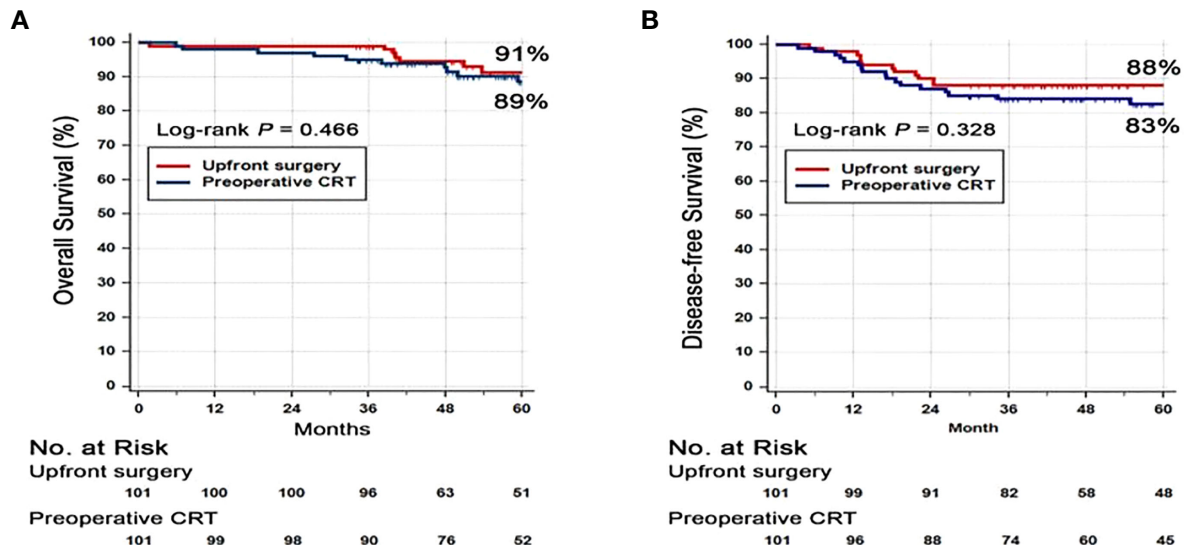 A
Overall Survival (%)
100
90
80
70
60
50
40
30
20
10
0
91%
89%
Log-rank P = 0.466
Upfront surgery
Preoperative CRT
0 12 24 36 48 60
Months
No. at Risk
Upfront surgery
101 100 100 96 63 51
Preoperative CRT
101 99 98 90 76 52
B
Disease-free Survival (%)
100
90
80
70
60
50
40
30
20
10
0
88%
83%
Log-rank P = 0.328
Upfront surgery
Preoperative CRT
0 12 24 36 48 60
Month
No. at Risk
Upfront surgery
101 99 91 82 58 48
Preoperative CRT
101 96 88 74 60 45